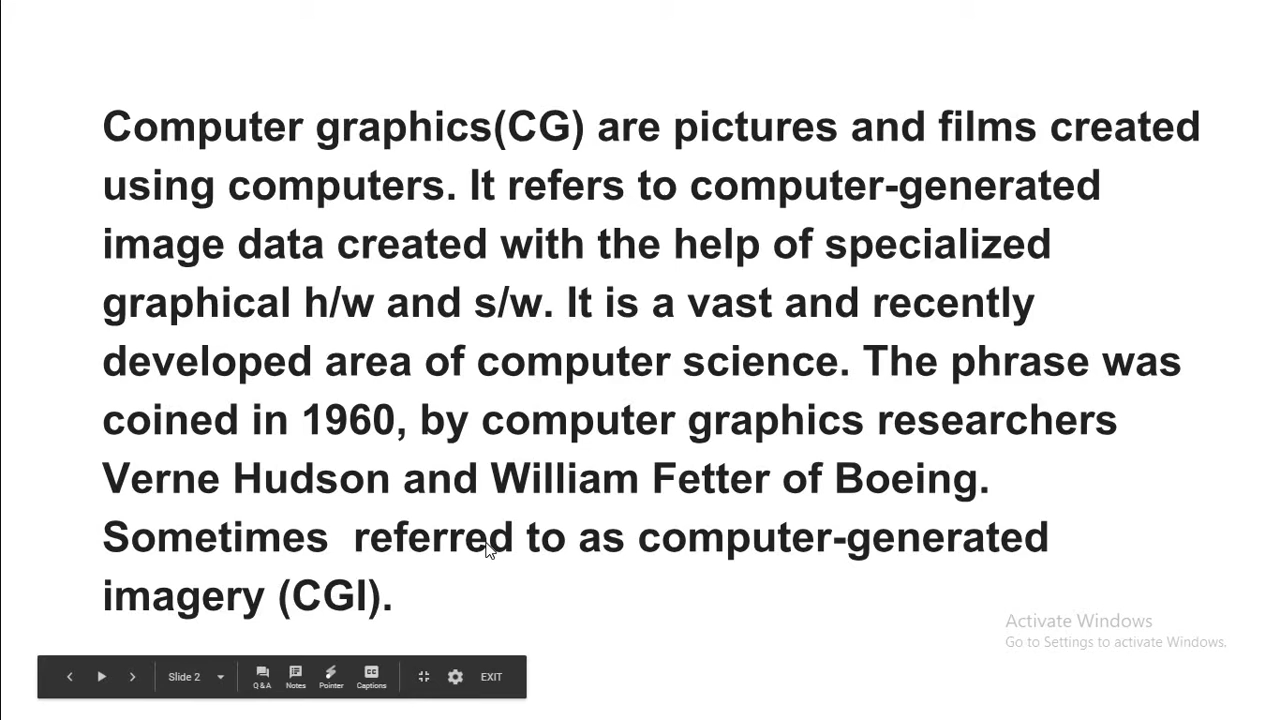 Computer graphics(CG) are pictures and films created
using computers. It refers to computer-generated
image data created with the help of specialized
graphical h/w and s/w. It is a vast and recently
developed area of computer science. The phrase was
coined in 1960, by computer graphics researchers
Verne Hudson and William Fetter of Boeing.
Sometimes  referred to as computer-generated
imagery (CGI).
Activate Windows
Go to Settings to activate Windows.
Slide 2 Q & A Notes Pointer CC Captions EXIT